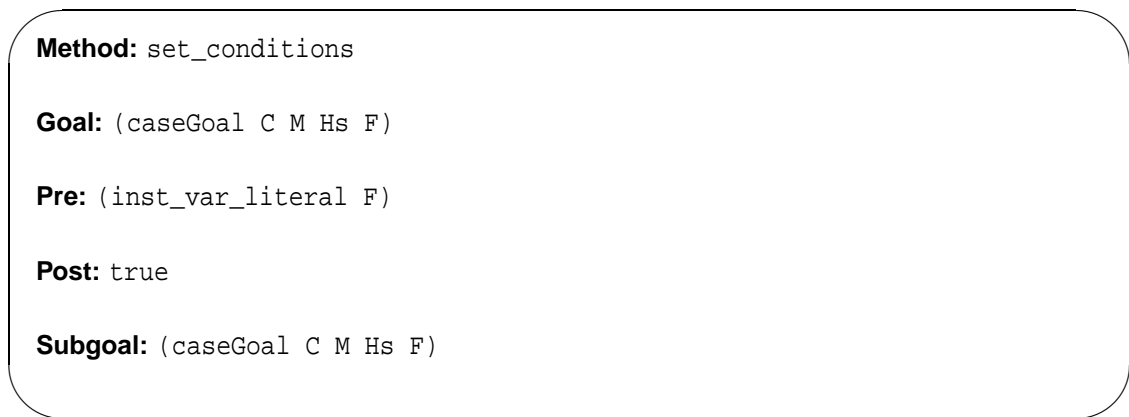 Method: set_conditions
Goal: (caseGoal C M Hs F)
Pre: (inst_var_literal F)
Post: true
Subgoal: (caseGoal C M Hs F)